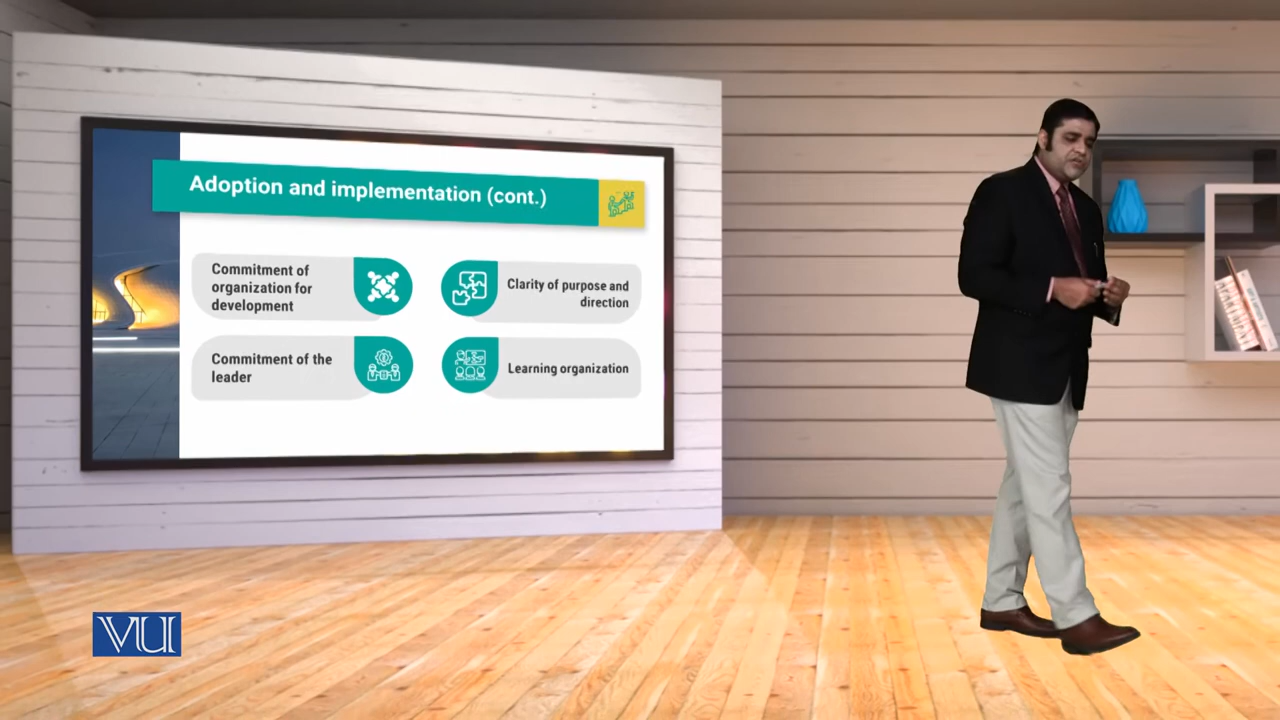 Adoption and implementation (cont.)
Commitment of
organization for
development
Clarity of purpose and
direction
Commitment of the
leader
Learning organization
VU